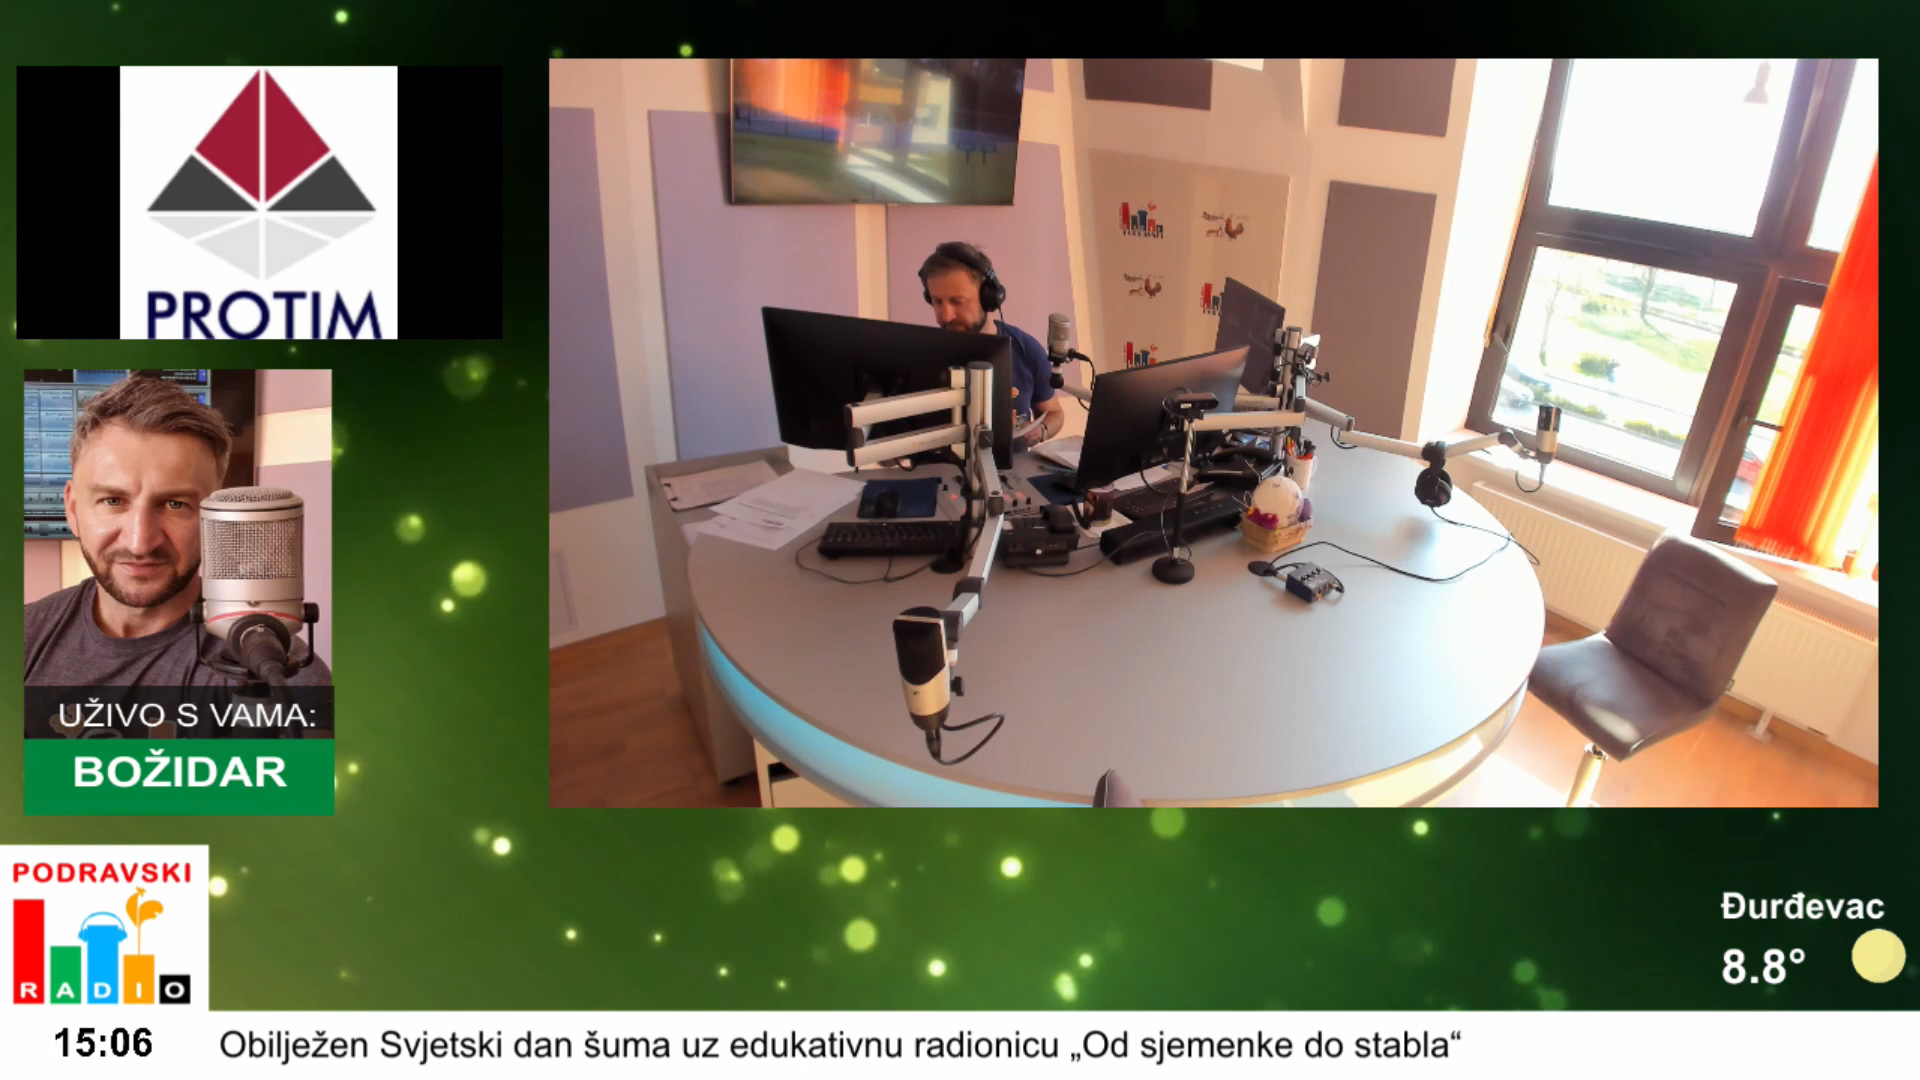 PROTIM
UŽIVO S VAMA:
BOŽIDAR
PODRAVSKI
RADIO
Đurđevac
8.8°
15:06
Obilježen Svjetski dan šuma uz edukativnu radionicu „Od sjemenke do stabla“